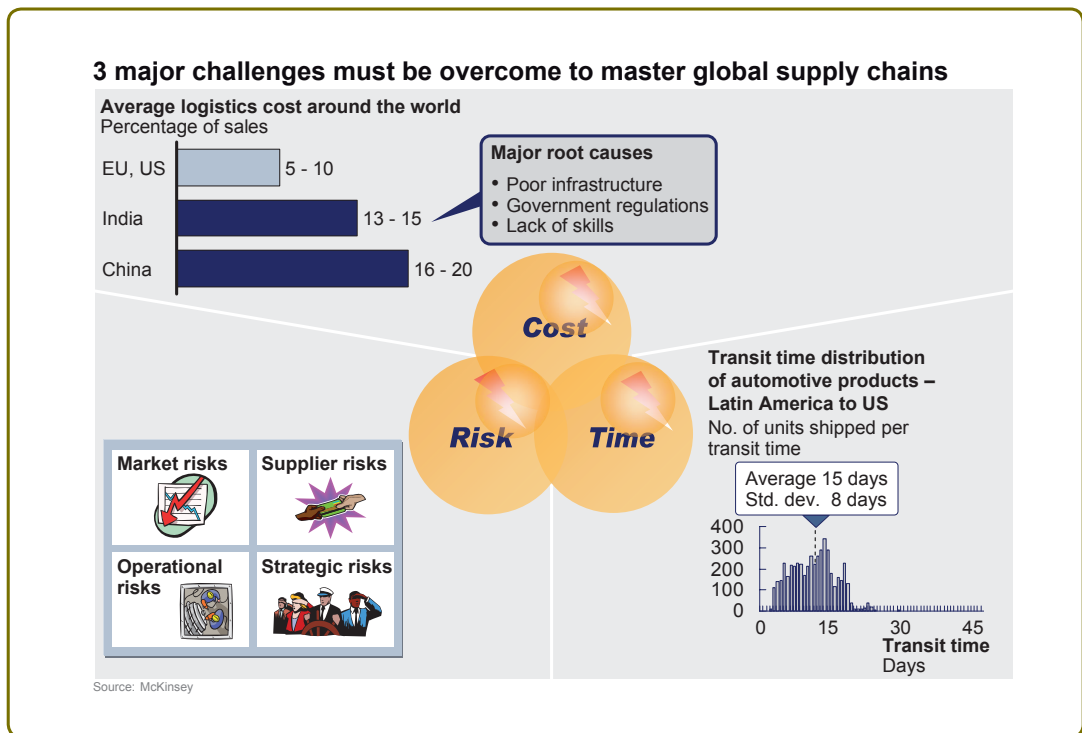 3 major challenges must be overcome to master global supply chains
Average logistics cost around the world
Percentage of sales
EU, US
5 - 10
India
13 - 15
China
16 - 20
Major root causes
• Poor infrastructure
• Government regulations
• Lack of skills
Cost
Risk
Time
Market risks
Supplier risks
Operational
risks
Strategic risks
Transit time distribution
of automotive products –
Latin America to US
No. of units shipped per
transit time
Average 15 days
Std. dev. 8 days
400
300
200
100
0
0 15 30 45
Transit time
Days
Source: McKinsey